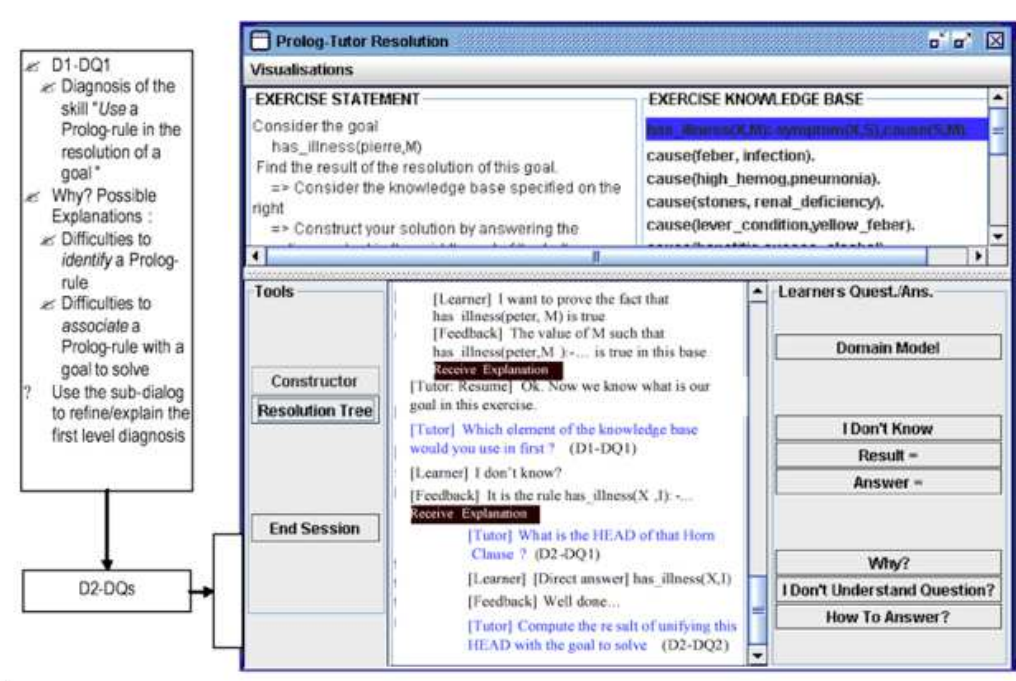 D1-DQ1
Diagnosis of the
skill "Use a
Prolog-rule in the
resolution of a
goal"
Why? Possible
Explanations :
Difficulties to
identify a Prolog-
rule
Difficulties to
associate a
Prolog-rule with a
goal to solve
? Use the sub-dialog
to refine/explain the
first level diagnosis
D2-DQs
Prolog-Tutor Resolution
Visualisations
EXERCISE STATEMENT
Consider the goal
has_illness(pierre,M)
Find the result of the resolution of this goal.
=> Consider the knowledge base specified on the
right
=> Construct your solution by answering the
EXERCISE KNOWLEDGE BASE
has_illness(X,M):-symptom(X,S),cause(S,M).
cause(feber, infection).
cause(high_hemog,pneumonia).
cause(stones, renal_deficiency).
cause(lever_condition,yellow_feber).
Tools
Constructor
Resolution Tree
End Session
[Learner] I want to prove the fact that
has illness(peter, M) is true
[Feedback] The value of M such that
has illness(peter,M ):-... is true in this base
Receive Explanation
[Tutor: Resume] Ok. Now we know what is our
goal in this exercise.
[Tutor] Which element of the knowledge base
would you use in first ? (D1-DQ1)
[Learner] I don't know?
[Feedback] It is the rule has_illness(X ,I): -...
Receive Explanation
[Tutor] What is the HEAD of that Horn
Clause ? (D2-DQ1)
[Learner] [Direct answer] has_illness(X,I)
[Feedback] Well done...
[Tutor] Compute the re sult of unifying this
HEAD with the goal to solve (D2-DQ2)
Learners Quest./Ans.
Domain Model
I Don't Know
Result =
Answer =
Why?
I Don't Understand Question?
How To Answer?